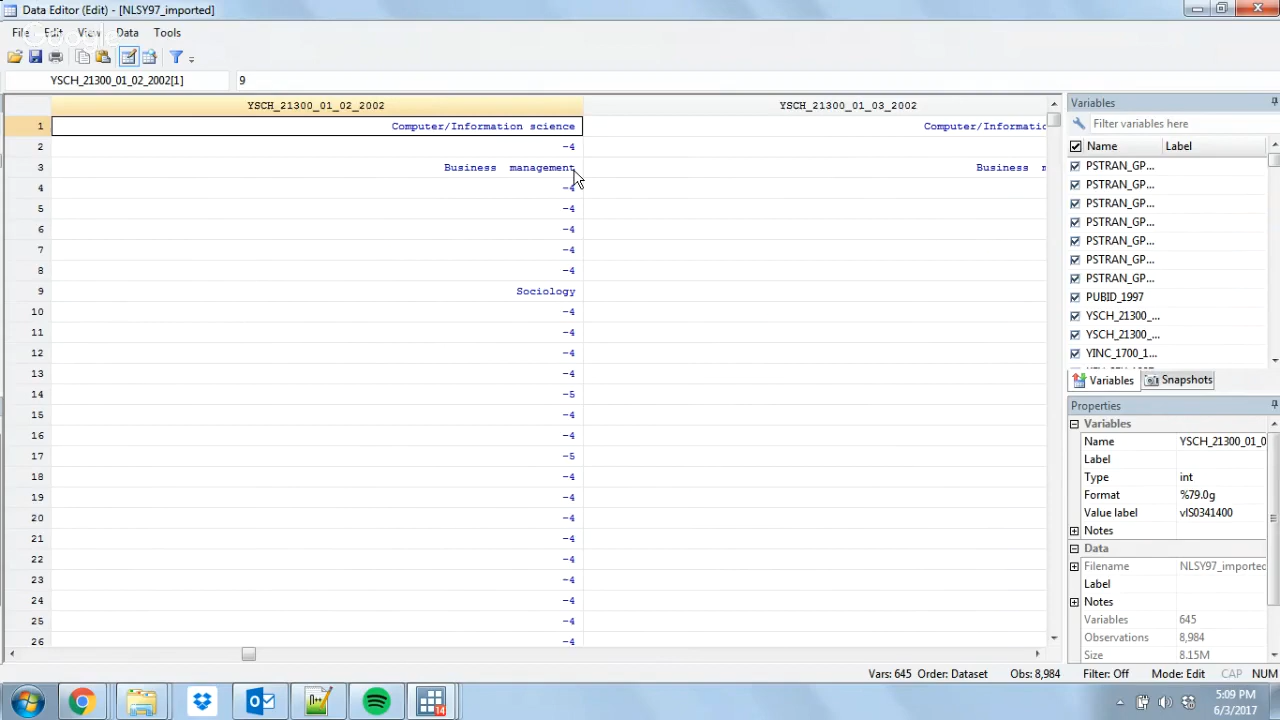 Data Editor (Edit) - [NLSY97_imported]
File Edit View Data Tools
Google
YSCH_21300_01_02_2002[1] 9
YSCH_21300_01_02_2002 YSCH_21300_01_03_2002
1 Computer/Information science Computer/Informatic
2 -4
3 Business management Business m
4 -4
5 -4
6 -4
7 -4
8 -4
9 Sociology
10 -4
11 -4
12 -4
13 -4
14 -5
15 -4
16 -4
17 -5
18 -4
19 -4
20 -4
21 -4
22 -4
23 -4
24 -4
25 -4
26 -4
Variables
Filter variables here
Name Label
PSTRAN_GP...
PSTRAN_GP...
PSTRAN_GP...
PSTRAN_GP...
PSTRAN_GP...
PSTRAN_GP...
PSTRAN_GP...
PUBID_1997
YSCH_21300_...
YSCH_21300_...
YINC_1700_1...
Variables Snapshots
Properties
Variables
Name YSCH_21300_01_0
Label
Type int
Format %79.0g
Value label vlS0341400
Notes
Data
Filename NLSY97_imported
Label
Notes
Variables 645
Observations 8,984
Size 8.15M
Vars: 645 Order: Dataset Obs: 8,984 Filter: Off Mode: Edit CAP NUM
14
5:09 PM
6/3/2017